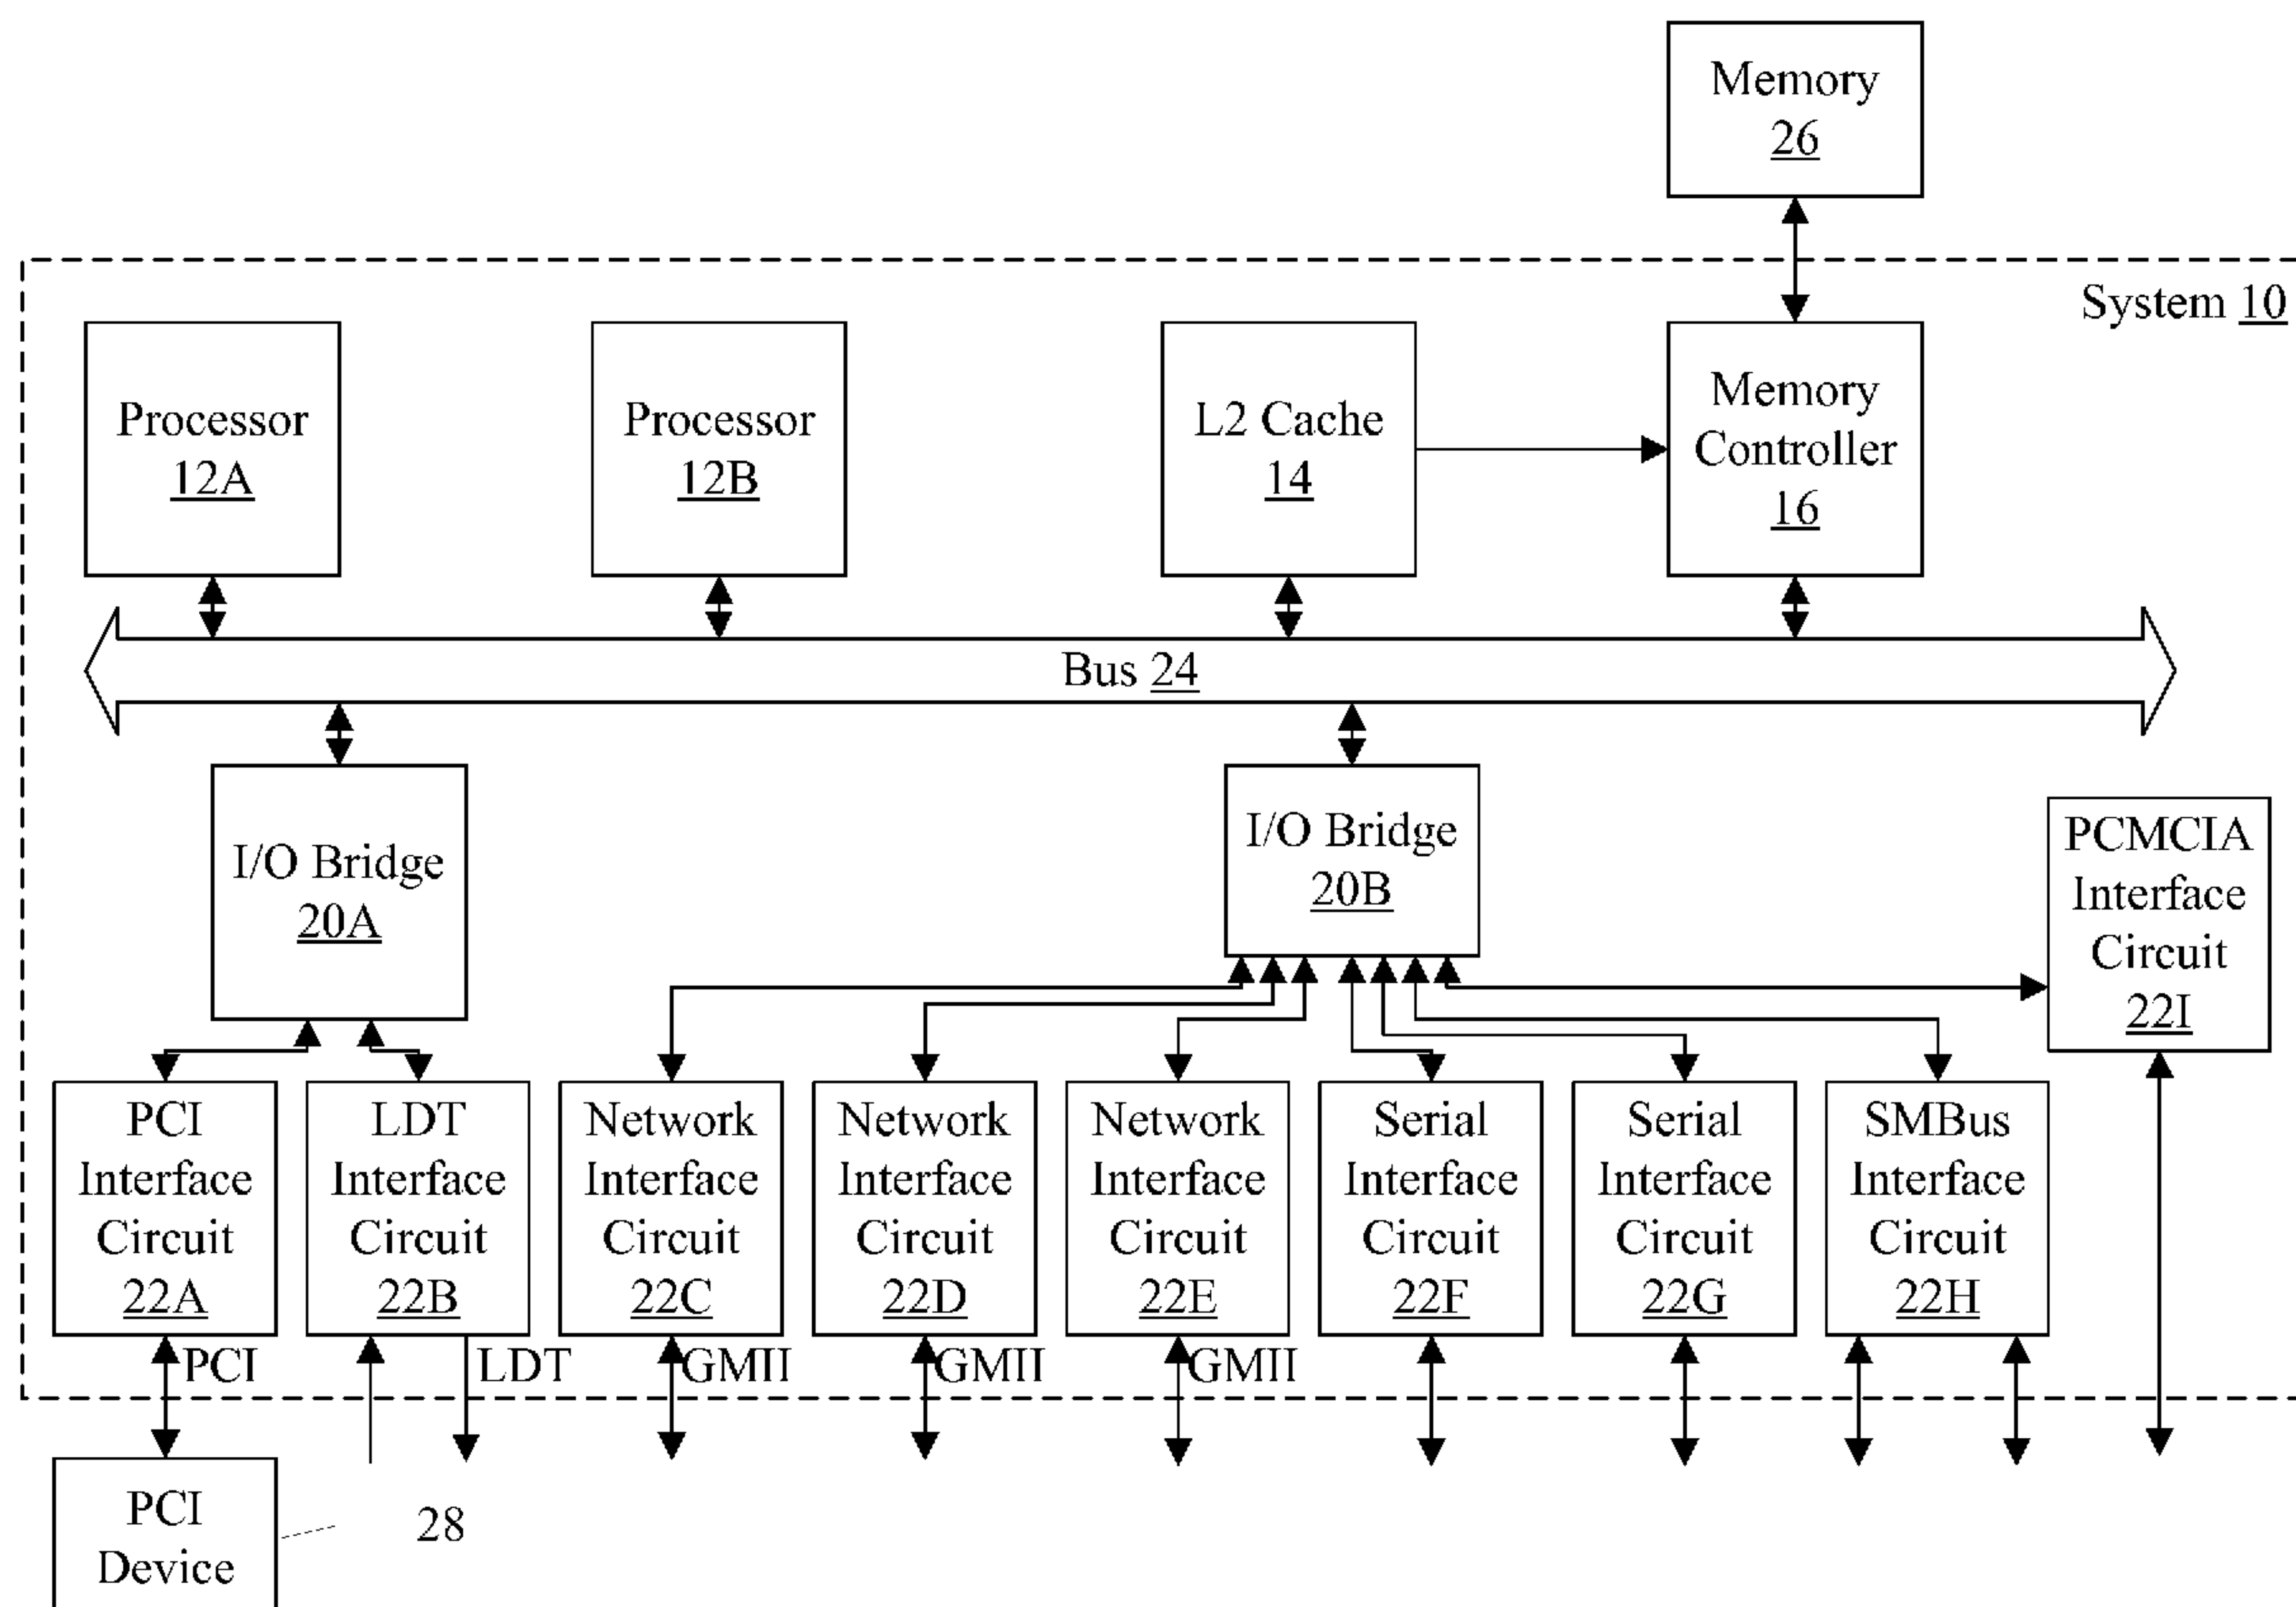 Memory
26
System 10
Processor
12A
Processor
12B
L2 Cache
14
Memory
Controller
16
Bus 24
I/O Bridge
20A
I/O Bridge
20B
PCMCIA
Interface
Circuit
22I
PCI
Interface
Circuit
22A
LDT
Interface
Circuit
22B
Network
Interface
Circuit
22C
Network
Interface
Circuit
22D
Network
Interface
Circuit
22E
Serial
Interface
Circuit
22F
Serial
Interface
Circuit
22G
SMBus
Interface
Circuit
22H
PCI
LDT
GMII
GMII
GMII
PCI
Device
28